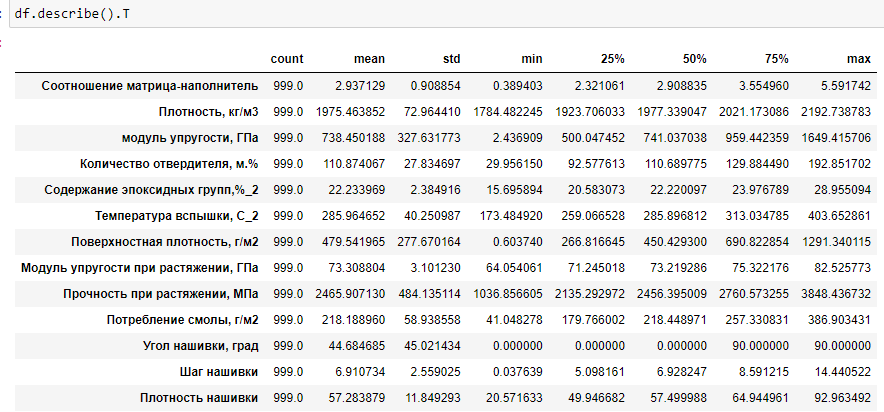 df.describe().T
count mean std min 25% 50% 75% max
Соотношение матрица-наполнитель 999.0 2.937129 0.908854 0.389403 2.321061 2.908835 3.554960 5.591742
Плотность, кг/м3 999.0 1975.463852 72.964410 1784.482245 1923.706033 1977.339047 2021.173086 2192.738783
модуль упругости, ГПа 999.0 738.450188 327.631773 2.436909 500.047452 741.037038 959.442359 1649.415706
Количество отвердителя, м.% 999.0 110.874067 27.834697 29.956150 92.577613 110.689775 129.884490 192.851702
Содержание эпоксидных групп,%_2 999.0 22.233969 2.384916 15.695894 20.583073 22.220097 23.976789 28.955094
Температура вспышки, С_2 999.0 285.964652 40.250987 173.484920 259.066528 285.896812 313.034785 403.652861
Поверхностная плотность, г/м2 999.0 479.541965 277.670164 0.603740 266.816645 450.429300 690.822854 1291.340115
Модуль упругости при растяжении, ГПа 999.0 73.308804 3.101230 64.054061 71.245018 73.219286 75.322176 82.525773
Прочность при растяжении, МПа 999.0 2465.907130 484.135114 1036.856605 2135.292972 2456.395009 2760.573255 3848.436732
Потребление смолы, г/м2 999.0 218.188960 58.938558 41.048278 179.766002 218.448971 257.330831 386.903431
Угол нашивки, град 999.0 44.684685 45.021434 0.000000 0.000000 0.000000 90.000000 90.000000
Шаг нашивки 999.0 6.910734 2.559025 0.037639 5.098161 6.928247 8.591215 14.440522
Плотность нашивки 999.0 57.283879 11.849293 20.571633 49.946682 57.499988 64.944961 92.963492